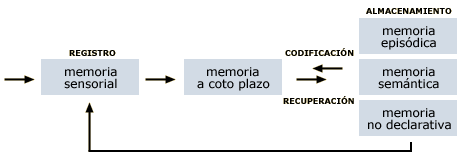 ALMACENAMIENTO
REGISTRO
memoria
sensorial
memoria
a coto plazo
CODIFICACIÓN
RECUPERACIÓN
memoria
episódica
memoria
semántica
memoria
no declarativa